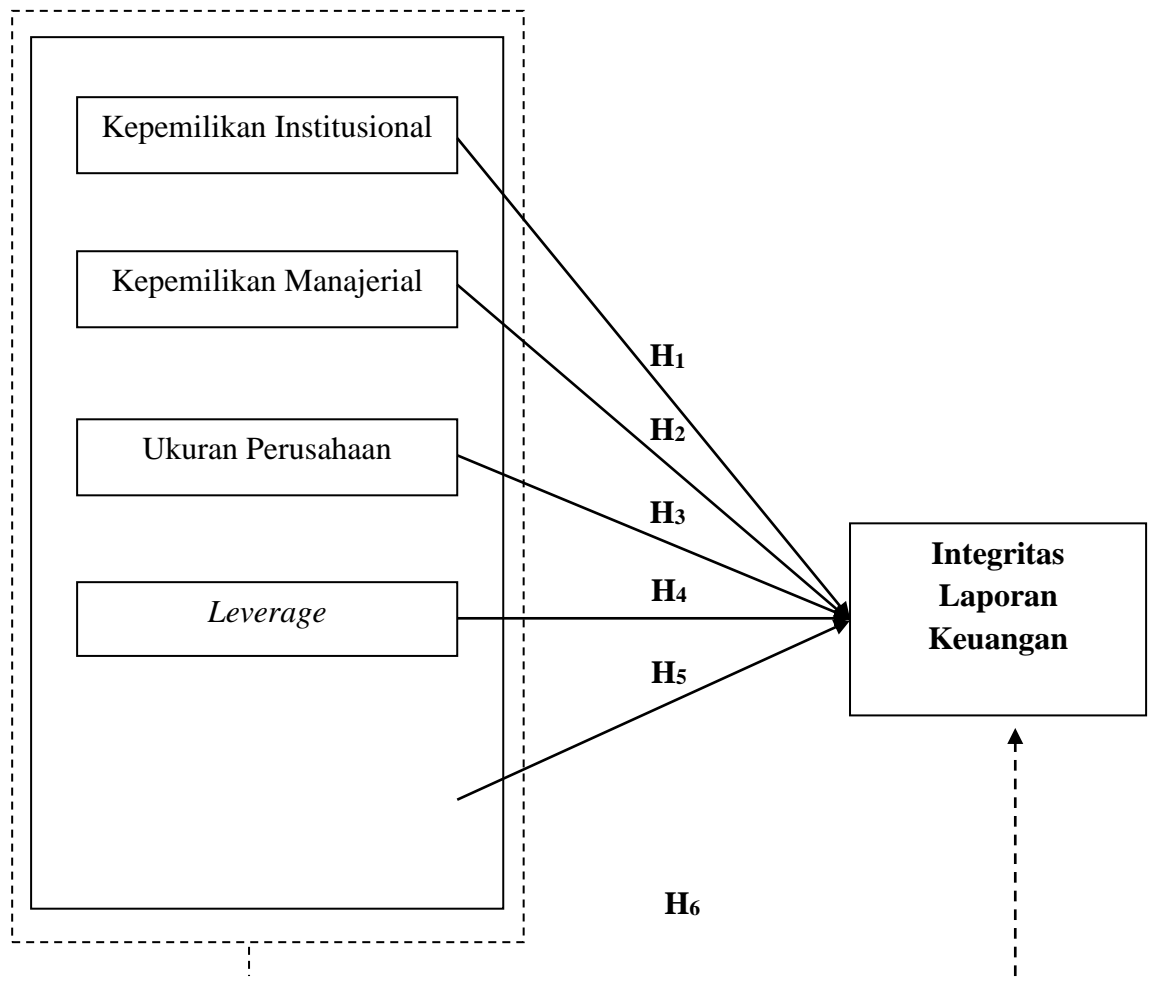 Kepemilikan Institusional
Kepemilikan Manajerial
H1
H2
Ukuran Perusahaan
H3
Integritas
Laporan
Keuangan
H4
Leverage
H5
H6